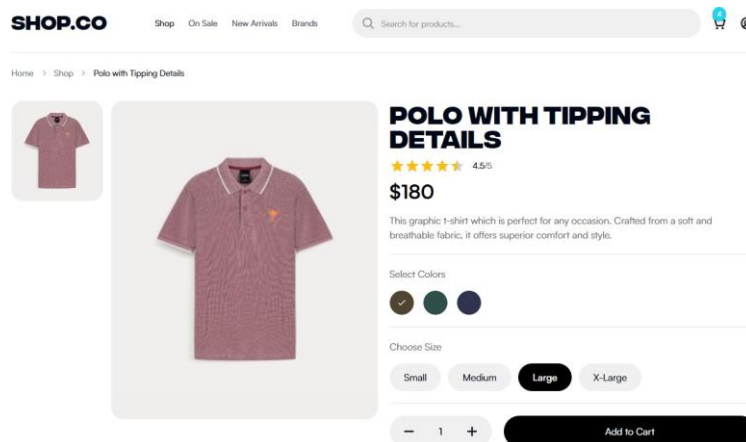 SHOP.CO
Shop On Sale New Arrivals Brands
Search for products...
4
Home > Shop > Polo with Tipping Details
POLO WITH TIPPING
DETAILS
4.5/5
$180
This graphic t-shirt which is perfect for any occasion. Crafted from a soft and
breathable fabric, it offers superior comfort and style.
Select Colors
Choose Size
Small Medium Large X-Large
− 1 + Add to Cart